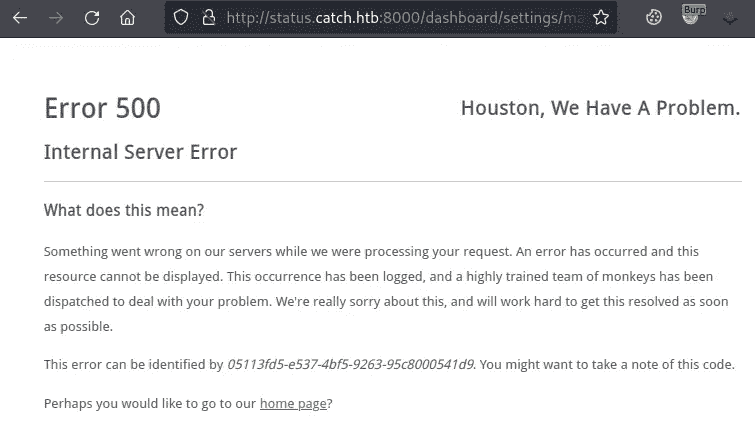 http://status.catch.htb:8000/dashboard/settings/ma
Burp
Error 500
Houston, We Have A Problem.
Internal Server Error
What does this mean?
Something went wrong on our servers while we were processing your request. An error has occurred and this
resource cannot be displayed. This occurrence has been logged, and a highly trained team of monkeys has been
dispatched to deal with your problem. We're really sorry about this, and will work hard to get this resolved as soon
as possible.
This error can be identified by 05113fd5-e537-4bf5-9263-95c8000541d9. You might want to take a note of this code.
Perhaps you would like to go to our home page?